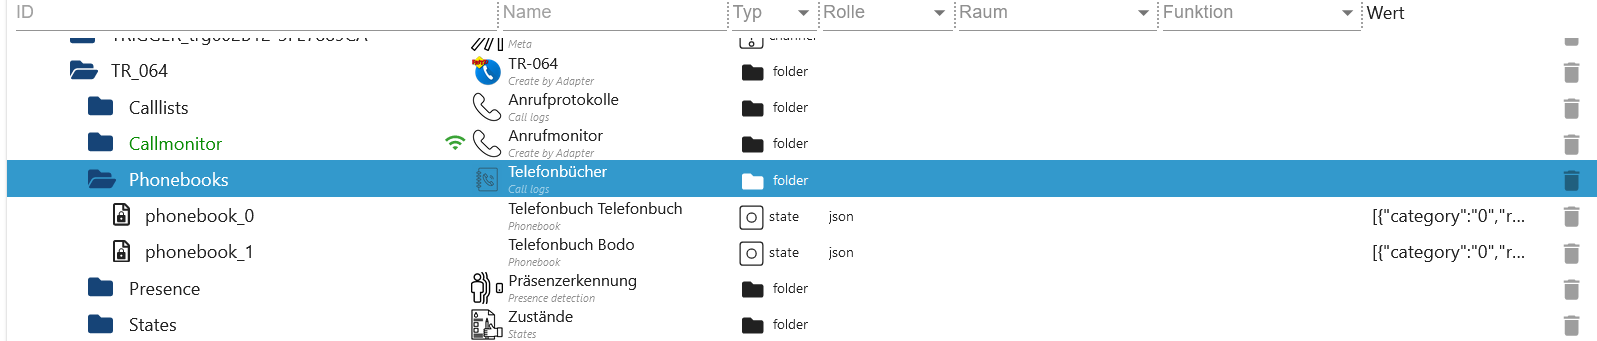 ID Name Typ Rolle Raum Funktion Wert
Meta
TR_064 TR-064 folder
Create by Adapter
Calllists Anrufprotokolle folder
Call logs
Callmonitor Anrufmonitor folder
Create by Adapter
Phonebooks Telefonbücher folder
Call logs
phonebook_0 Telefonbuch Telefonbuch state json [{"category":"0","r...
Phonebook
phonebook_1 Telefonbuch Bodo state json [{"category":"0","r...
Phonebook
Presence Präsenzerkennung folder
Presence detection
States Zustände folder
States